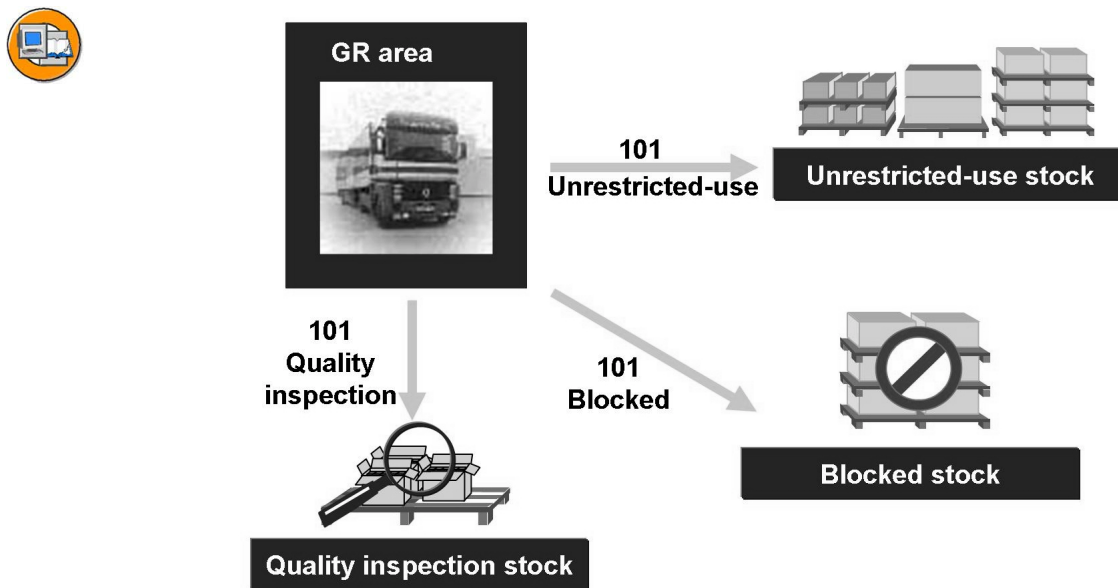 GR area
101
Unrestricted-use
Unrestricted-use stock
101
Quality
inspection
101
Blocked
Blocked stock
Quality inspection stock